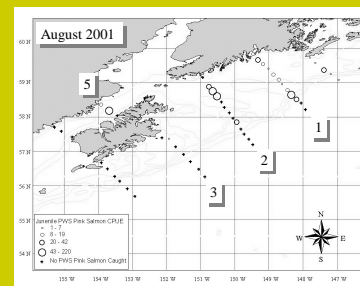 August 2001
60 N
59 N
58 N
57 N
56 N
55 N
54 N
5
1
2
3
N
W
E
S
Juvenile PWS Pink Salmon CPUE
1 - 7
8 - 19
20 - 42
43 - 220
No PWS Pink Salmon Caught
155 W
154 W
153 W
152 W
151 W
150 W
149 W
148 W
147 W